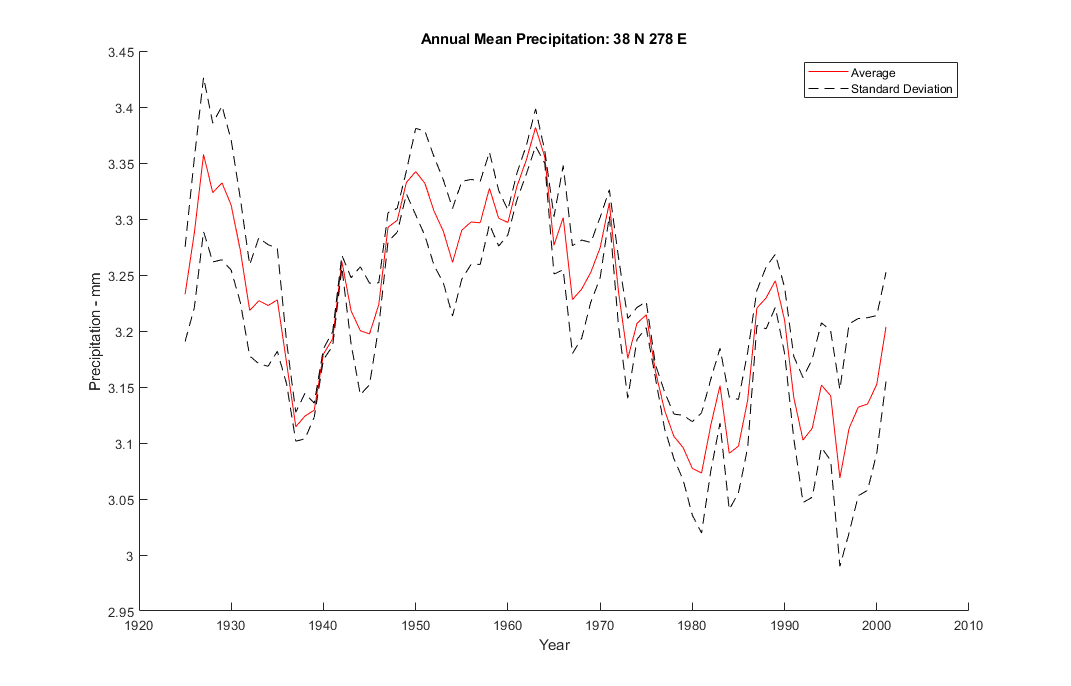 Annual Mean Precipitation: 38 N 278 E
3.45
3.4
3.35
3.3
3.25
3.2
3.15
3.1
3.05
3
2.95
Precipitation - mm
Average
Standard Deviation
1920 1930 1940 1950 1960 1970 1980 1990 2000 2010
Year